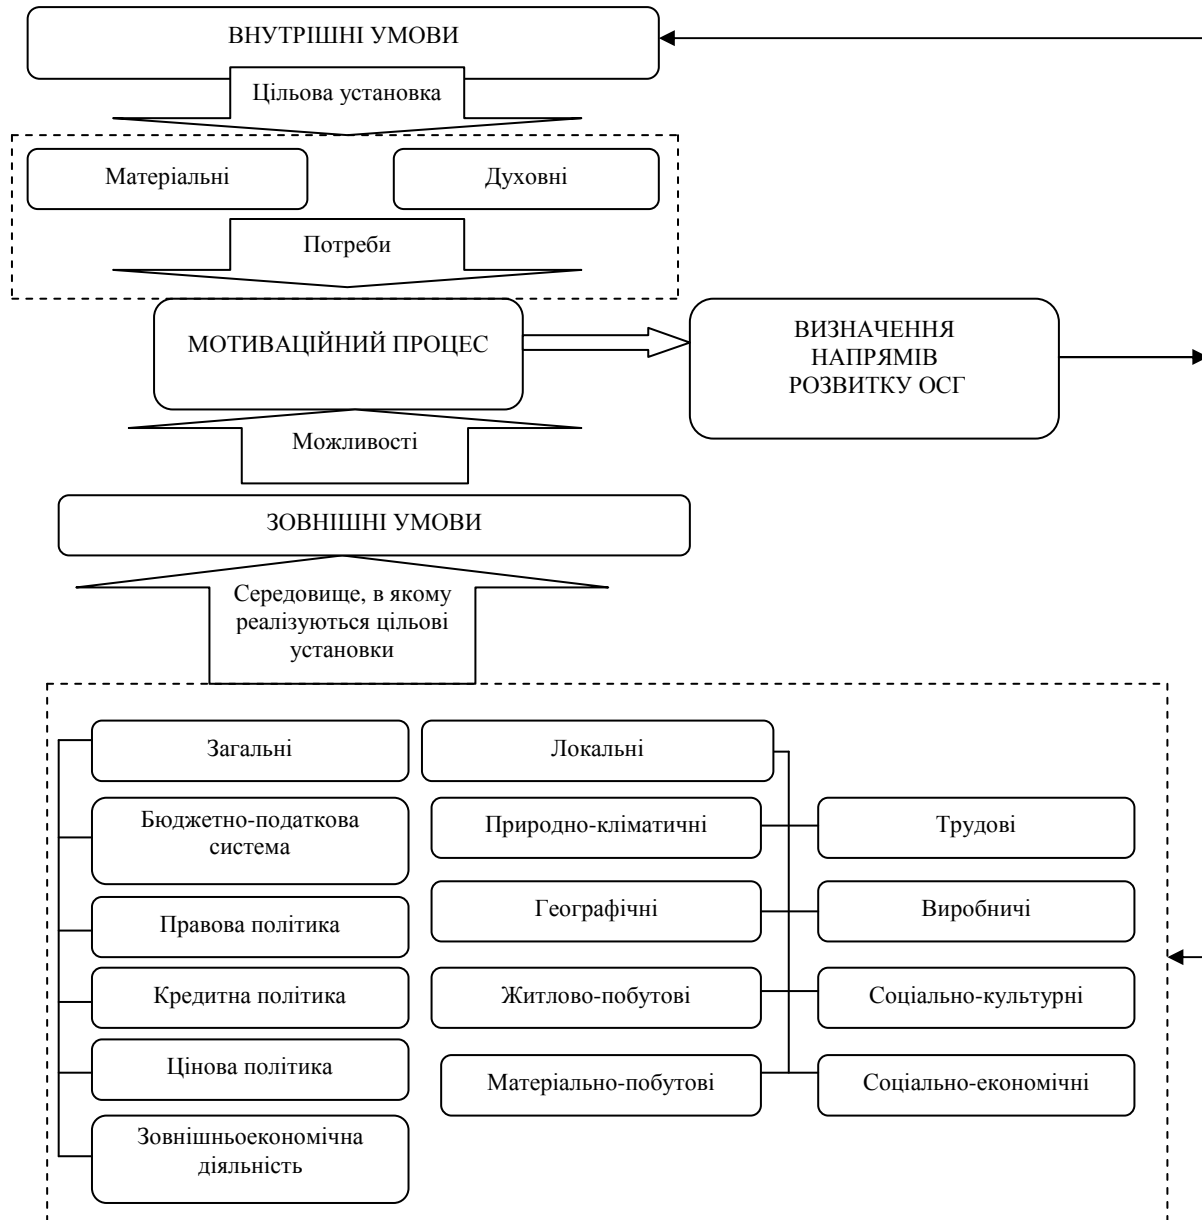 ВНУТРІШНІ УМОВИ
Цільова установка
Матеріальні
Духовні
Потреби
МОТИВАЦІЙНИЙ ПРОЦЕС
ВИЗНАЧЕННЯ
НАПРЯМІВ
РОЗВИТКУ ОСГ
Можливості
ЗОВНІШНІ УМОВИ
Середовище, в якому
реалізуються цільові
установки
Загальні
Бюджетно-податкова
система
Правова політика
Кредитна політика
Цінова політика
Зовнішньоекономічна
діяльність
Локальні
Природно-кліматичні
Географічні
Житлово-побутові
Матеріально-побутові
Трудові
Виробничі
Соціально-культурні
Соціально-економічні